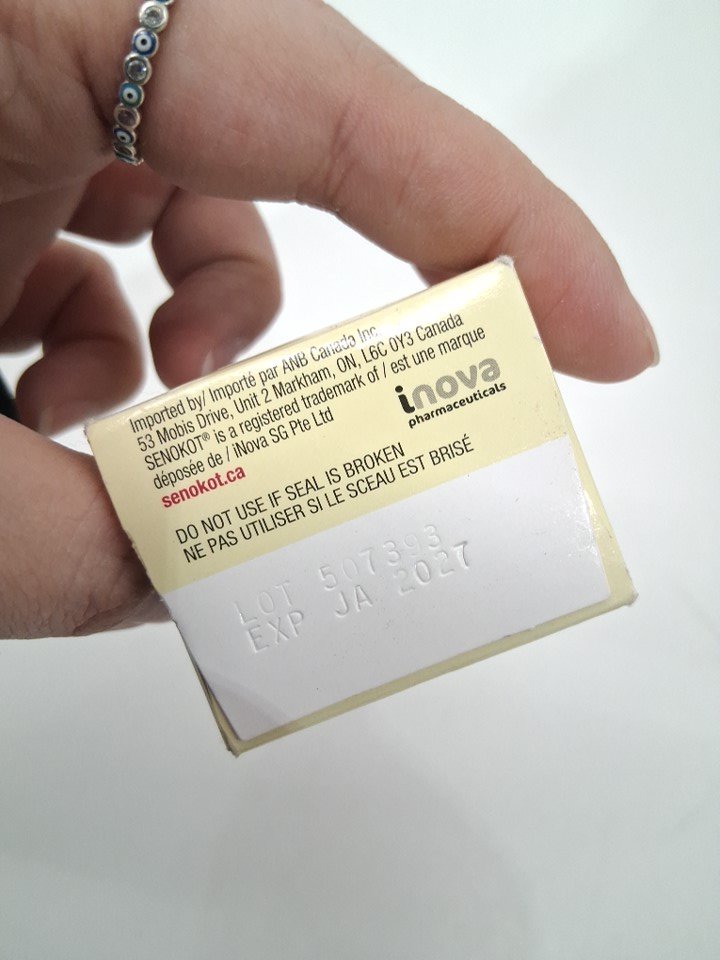 Imported by/ Importé par ANB Canada Inc.
53 Mobis Drive, Unit 2 Markham, ON, L6C 0Y3 Canada
SENOKOT® is a registered trademark of / est une marque
déposée de / iNova SG Pte Ltd
senokot.ca
inova
pharmaceuticals
DO NOT USE IF SEAL IS BROKEN
NE PAS UTILISER SI LE SCEAU EST BRISÉ
LOT 507393
EXP JA 2027